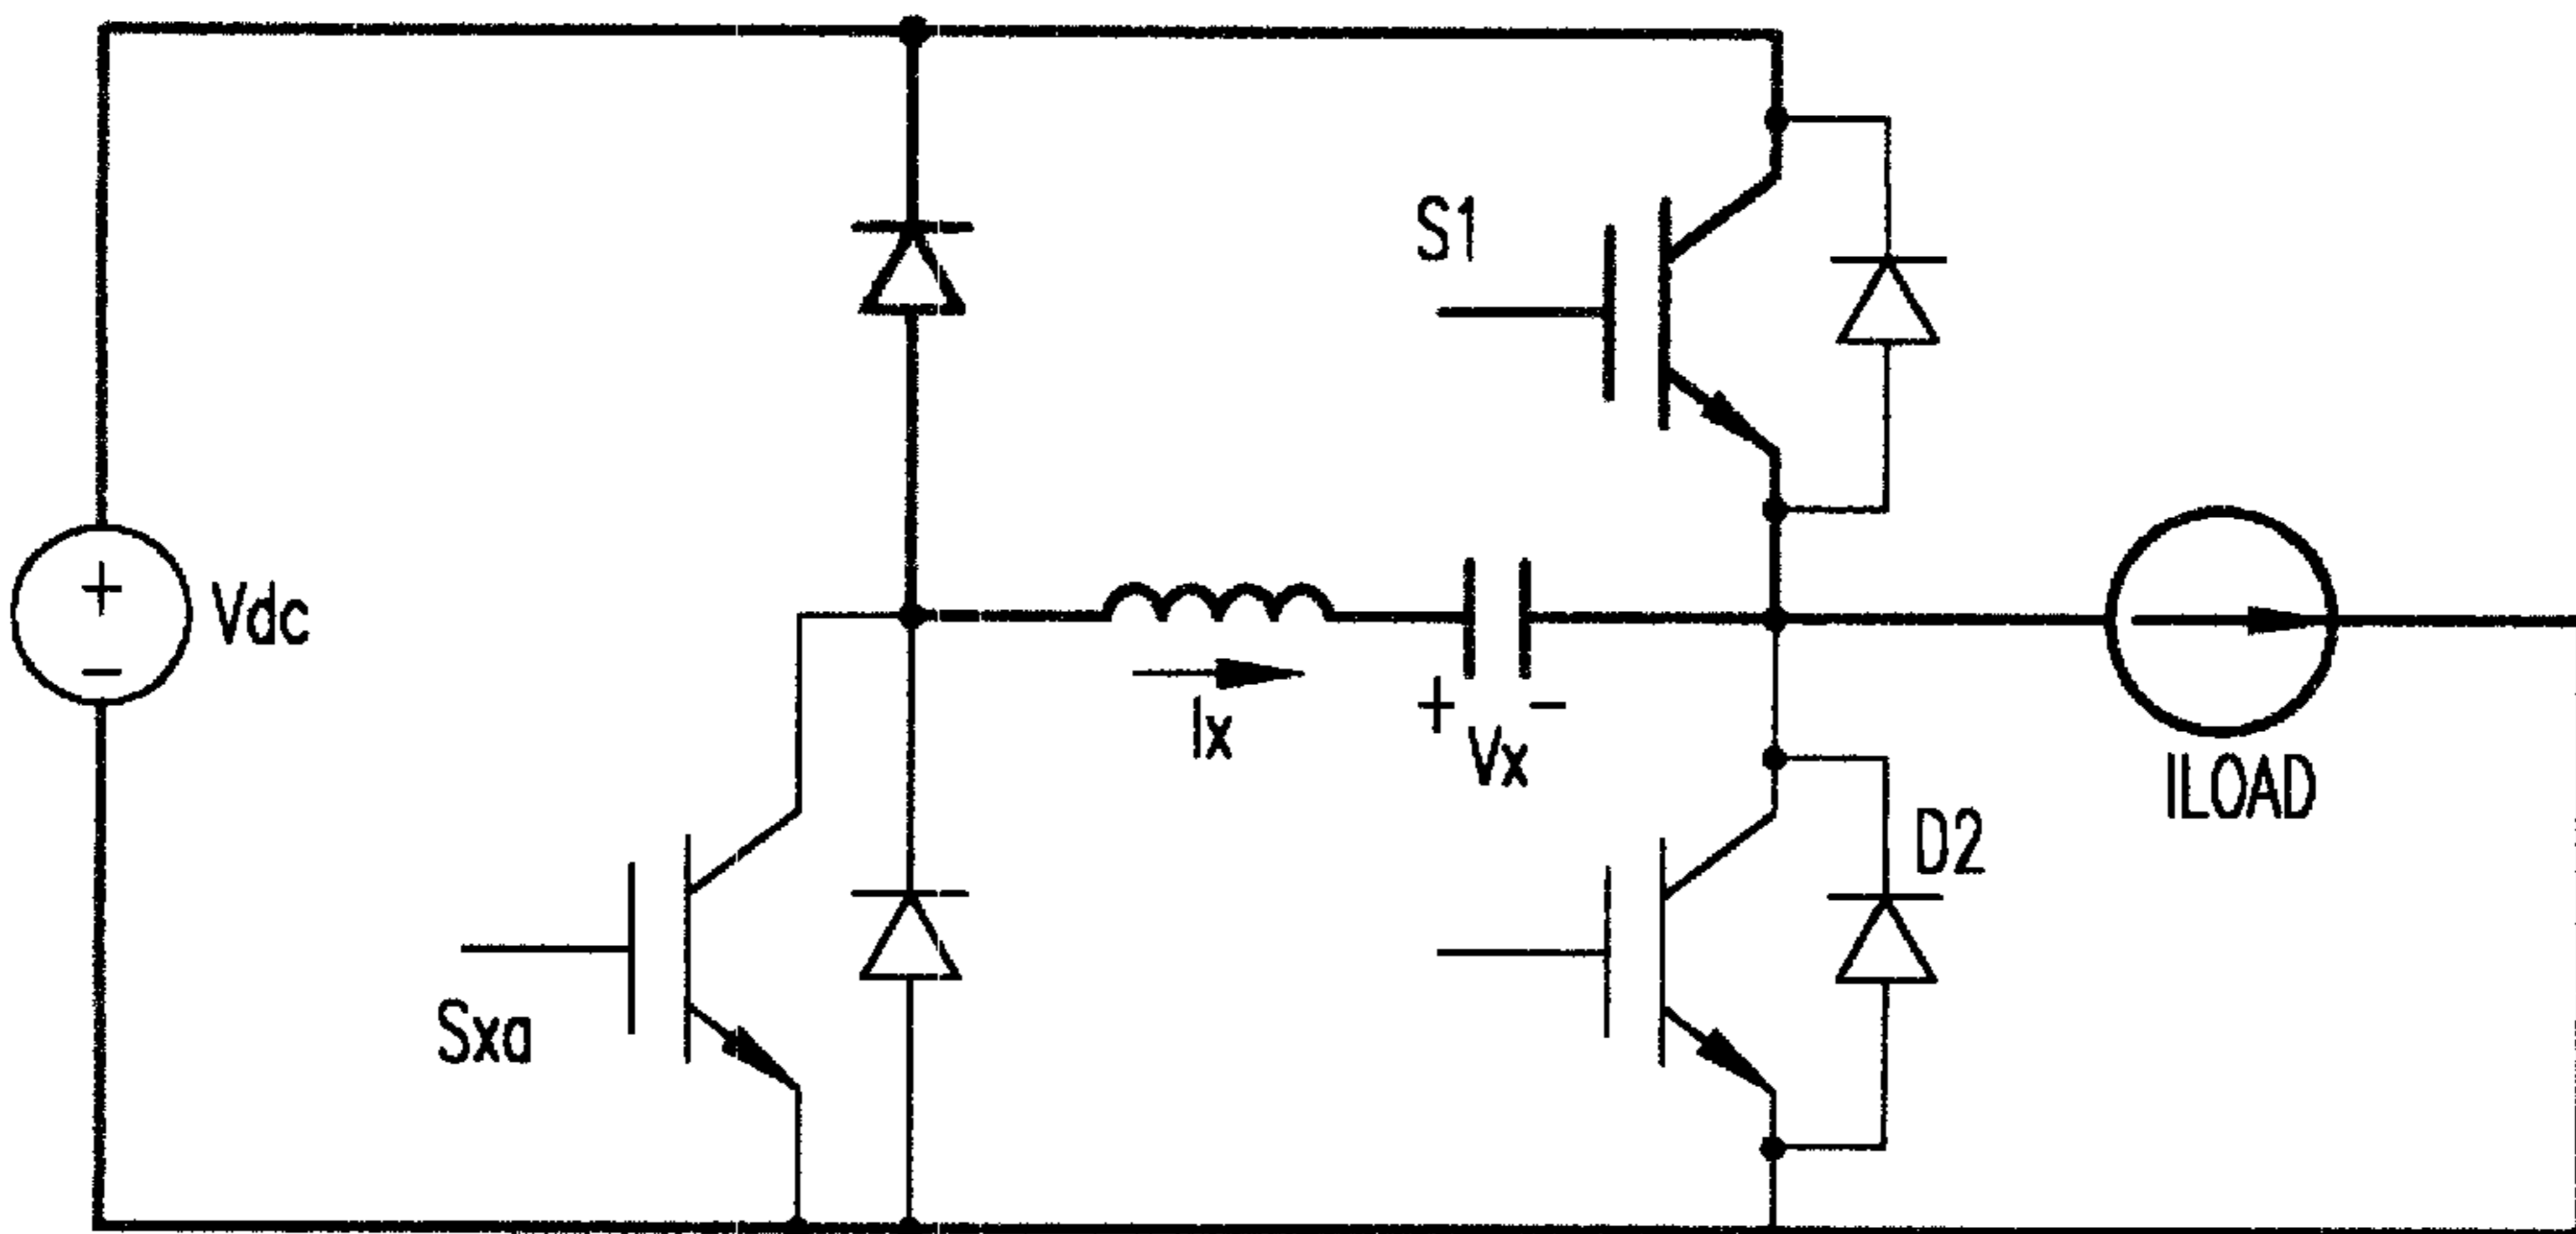 S1
+
-
Vdc
Ix
+ -
Vx
ILOAD
D2
Sxa